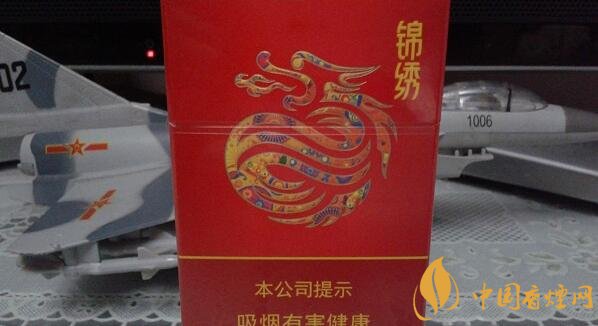 02
锦绣
1006
本公司提示
吸烟有害健康
中国香烟网